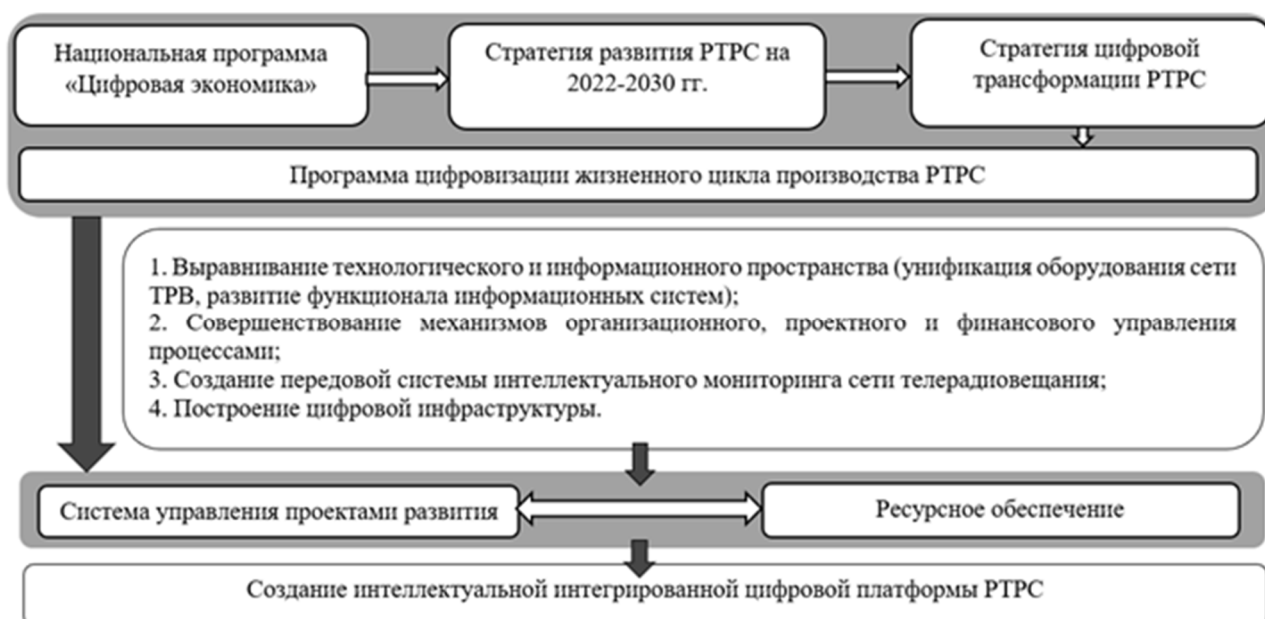 Национальная программа
«Цифровая экономика»
Стратегия развития РТРС на
2022-2030 гг.
Стратегия цифровой
трансформации РТРС
Программа цифровизации жизненного цикла производства РТРС
1. Выравнивание технологического и информационного пространства (унификация оборудования сети
ТРВ, развитие функционала информационных систем);
2. Совершенствование механизмов организационного, проектного и финансового управления
процессами;
3. Создание передовой системы интеллектуального мониторинга сети телерадиовещания;
4. Построение цифровой инфраструктуры.
Система управления проектами развития
Ресурсное обеспечение
Создание интеллектуальной интегрированной цифровой платформы РТРС